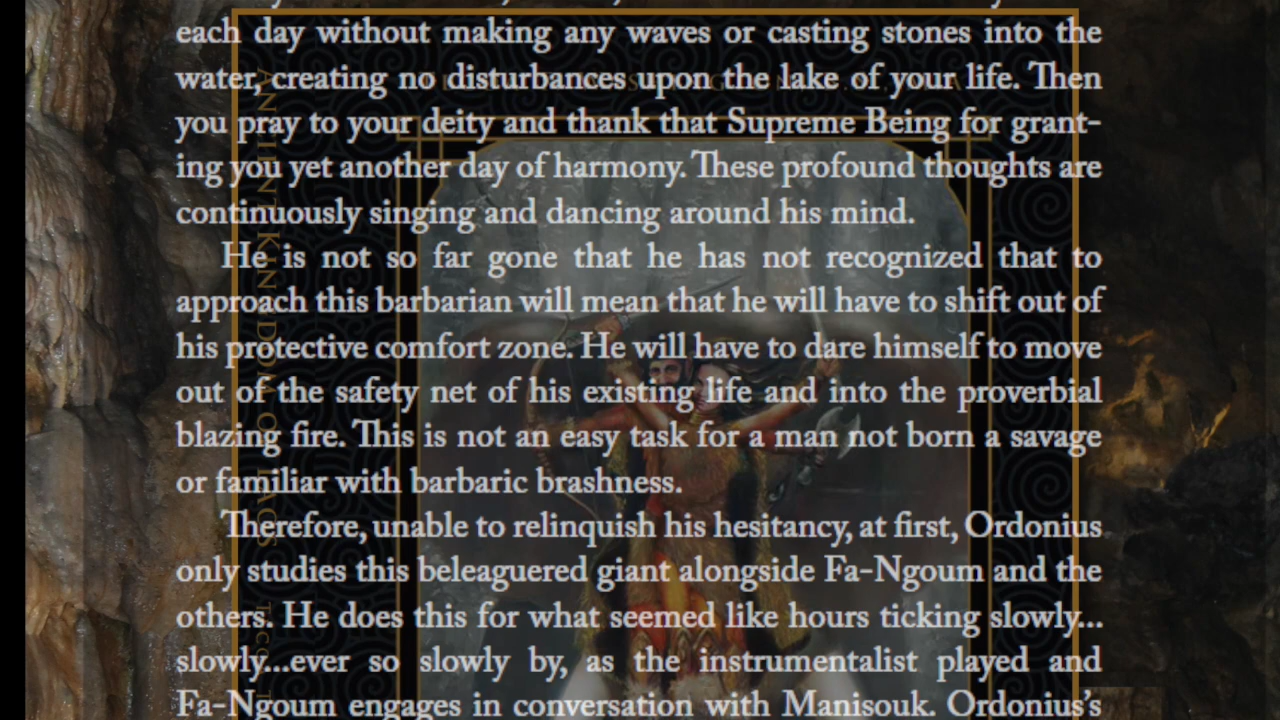 each day without making any waves or casting stones into the
water, creating no disturbances upon the lake of your life. Then
you pray to your deity and thank that Supreme Being for grant-
ing you yet another day of harmony. These profound thoughts are
continuously singing and dancing around his mind.
He is not so far gone that he has not recognized that to
approach this barbarian will mean that he will have to shift out of
his protective comfort zone. He will have to dare himself to move
out of the safety net of his existing life and into the proverbial
blazing fire. This is not an easy task for a man not born a savage
or familiar with barbaric brashness.
Therefore, unable to relinquish his hesitancy, at first, Ordonius
only studies this beleaguered giant alongside Fa-Ngoum and the
others. He does this for what seemed like hours ticking slowly...
slowly...ever so slowly by, as the instrumentalist played and
Fa-Ngoum engages in conversation with Manisouk. Ordonius's
ANCIENT KINGDOM OF